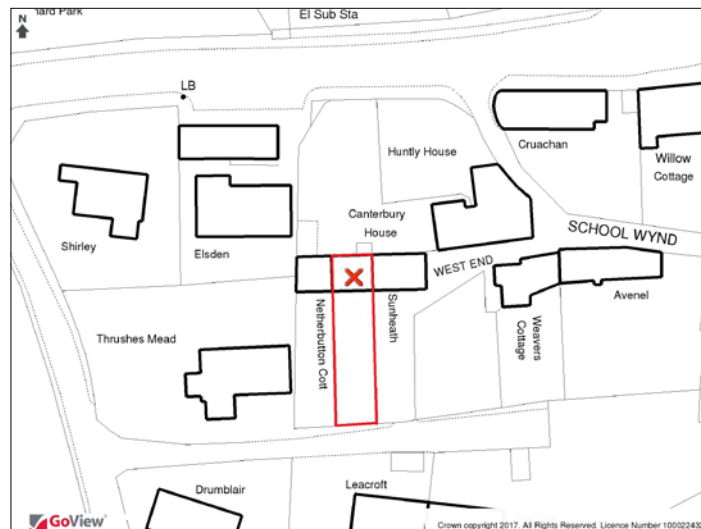 El Sub Sta
N
LB
Huntly House
Cruachan
Willow
Cottage
Canterbury
House
SCHOOL WYND
Shirley
Elsden
WEST END
Avenel
Netherbutton Cott
Sunheath
Weavers
Cottage
Thrushes Mead
Drumblair
Leacroft
GoView
Crown copyright 2017. All Rights Reserved. Licence Number 100022432